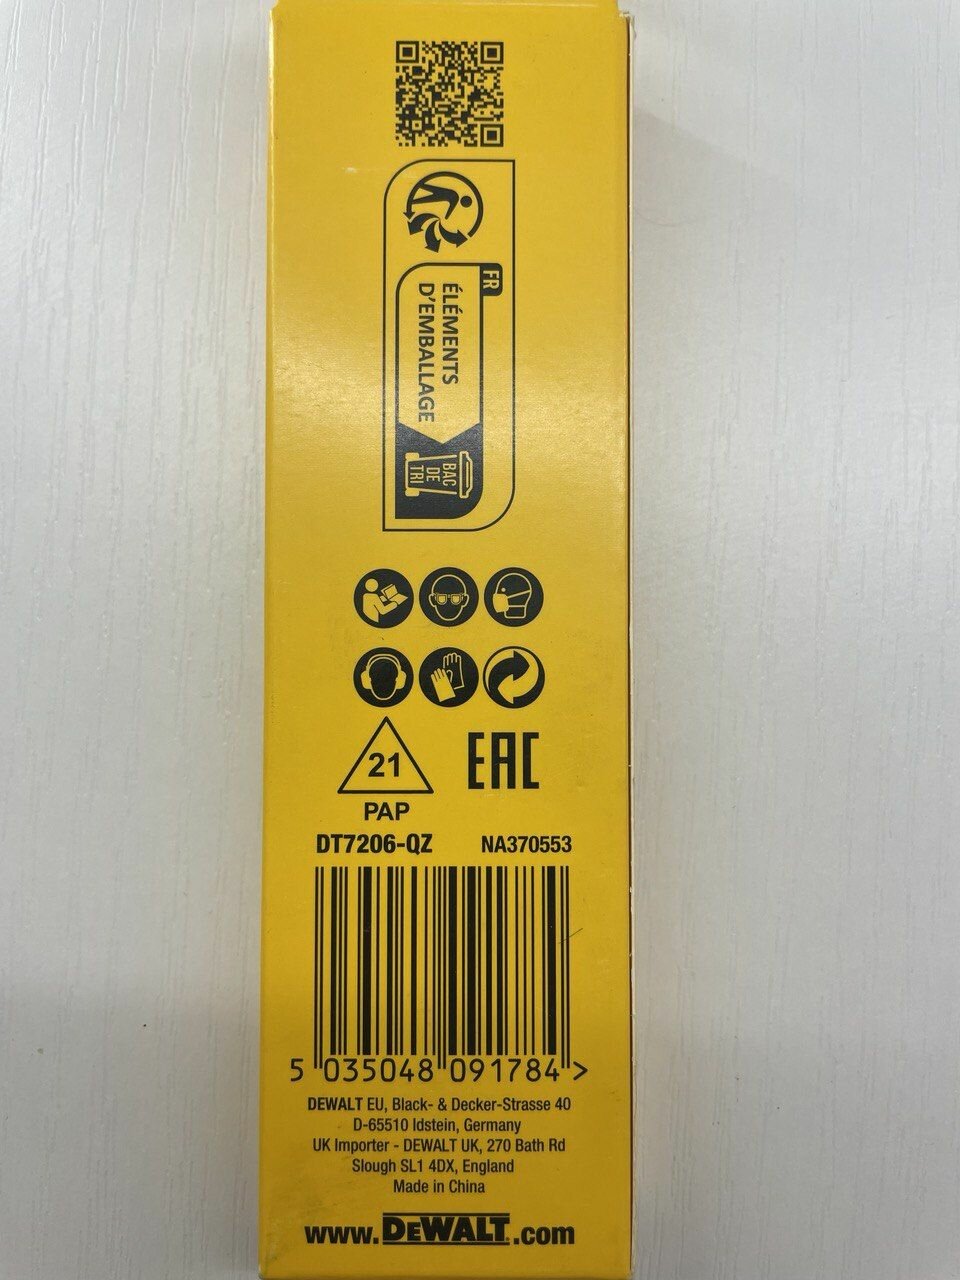 FR
ÉLÉMENTS
D'EMBALLAGE
BAC
DE
TRI
21
PAP
EAC
DT7206-QZ NA370553
5 035048 091784 >
DEWALT EU, Black- & Decker-Strasse 40
D-65510 Idstein, Germany
UK Importer - DEWALT UK, 270 Bath Rd
Slough SL1 4DX, England
Made in China
www.DEWALT.com